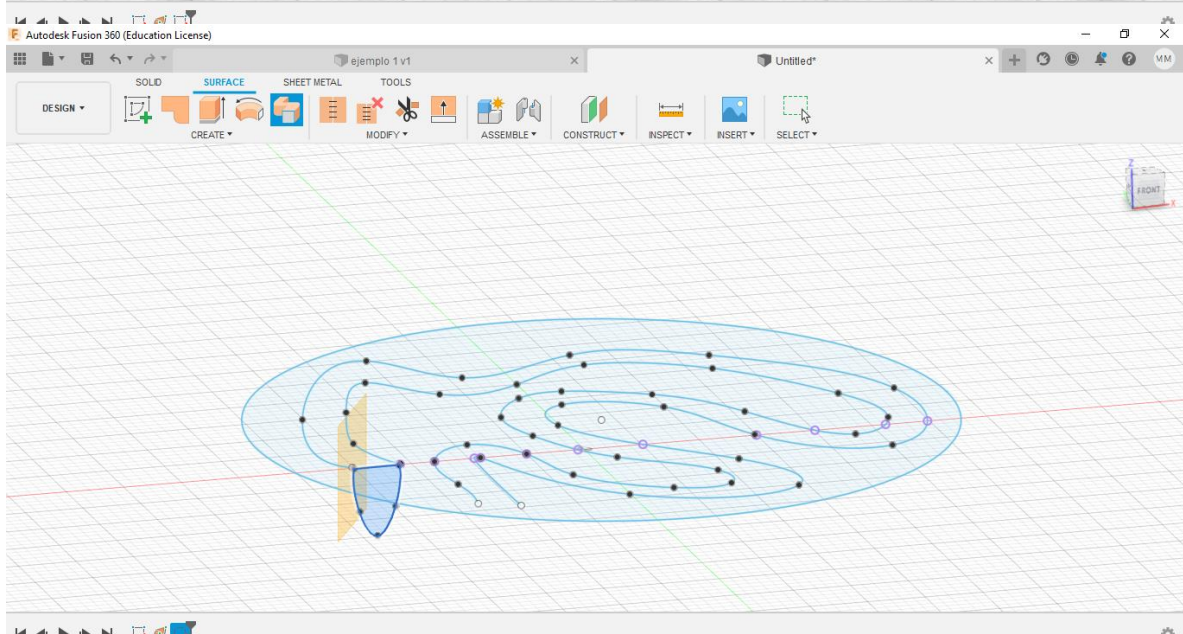 Autodesk Fusion 360 (Education License)
ejemplo 1 v1
Untitled*
MM
SOLID SURFACE SHEET METAL TOOLS
DESIGN
CREATE MODIFY ASSEMBLE CONSTRUCT INSPECT INSERT SELECT
Z
FRONT
X